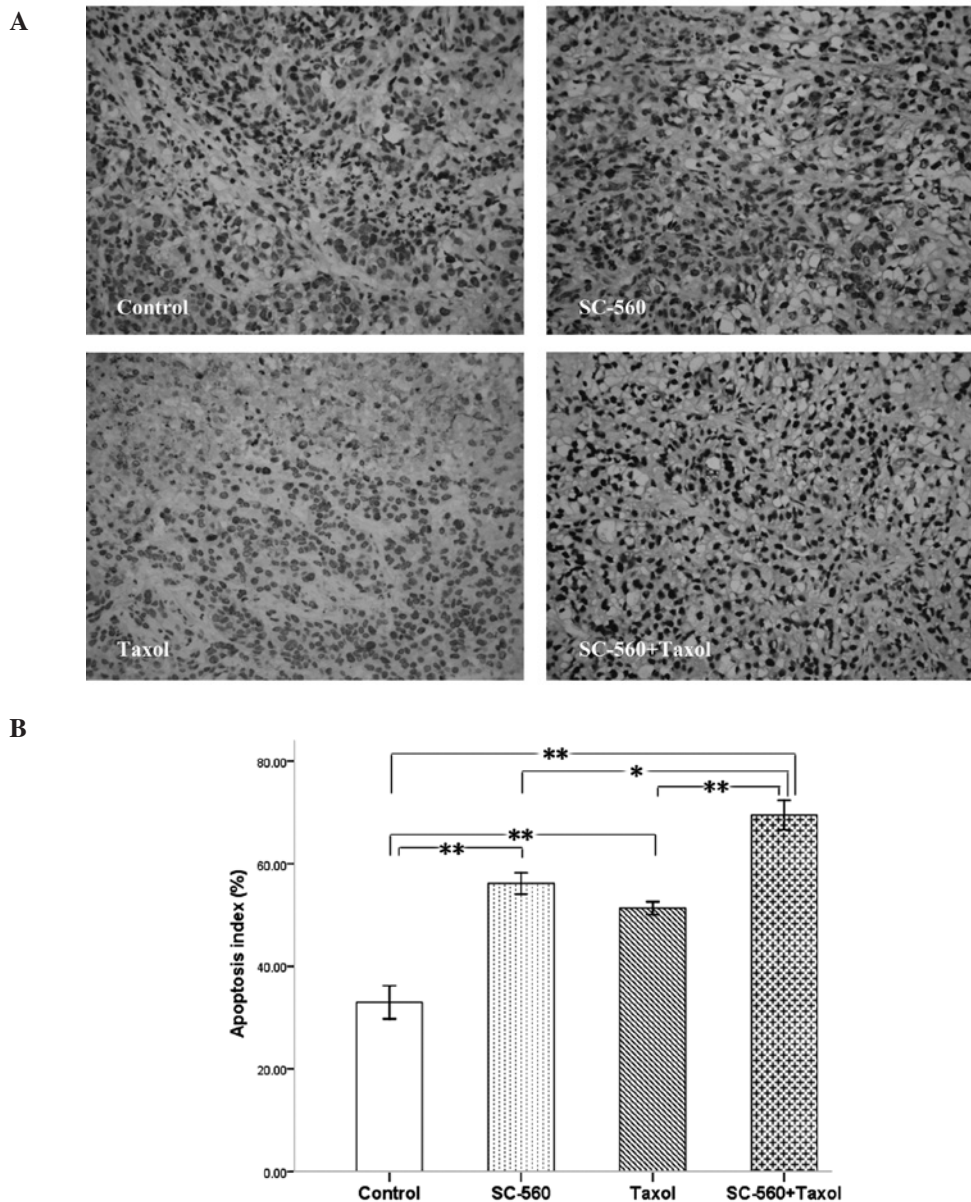 A
Control
SC-560
Taxol
SC-560+Taxol
B
Apoptosis index (%)
80.00
60.00
40.00
20.00
0.00
**
*
**
**
**
Control SC-560 Taxol SC-560+Taxol